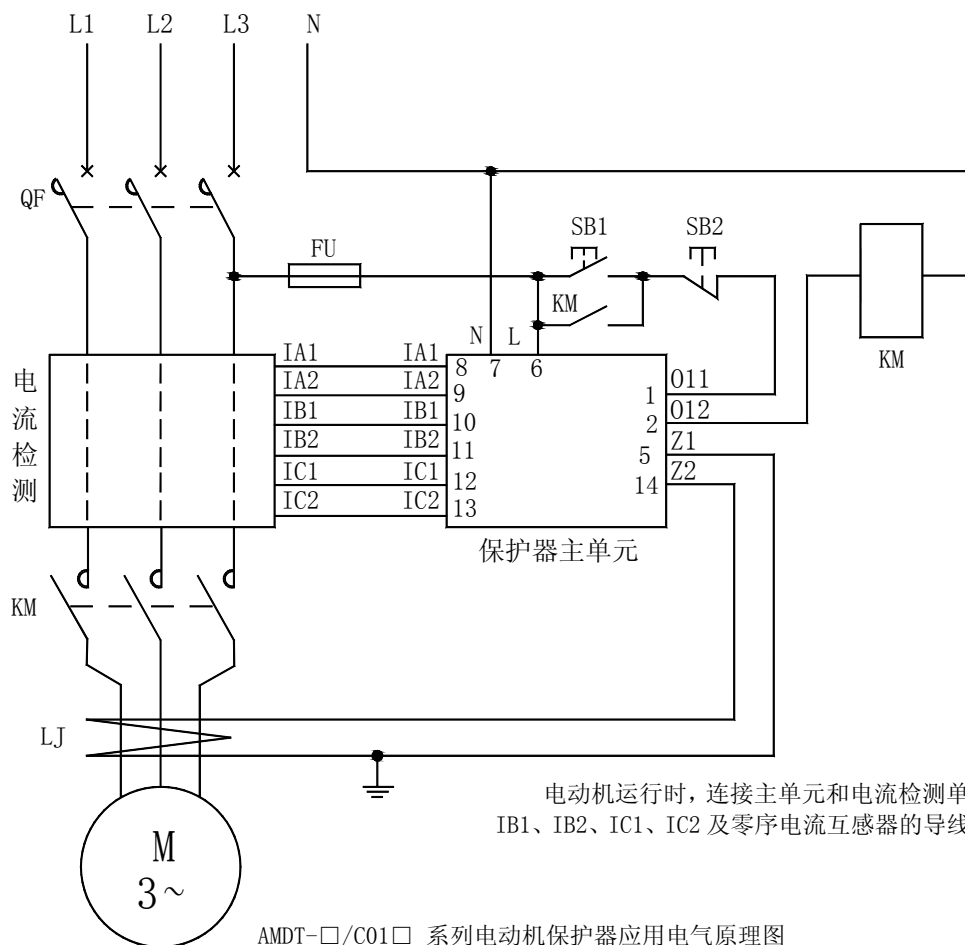 L1 L2 L3 N
QF
FU
SB1
SB2
KM
KM
N L
7 6
电流检测
IA1 IA1 8
IA2 IA2 9
IB1 IB1 10
IB2 IB2 11
IC1 IC1 12
IC2 IC2 13
1 O11
2 O12
5 Z1
14 Z2
保护器主单元
KM
LJ
M
3~
电动机运行时，连接主单元和电流检测单
IB1、IB2、IC1、IC2 及零序电流互感器的导线
AMDT-□/C01□ 系列电动机保护器应用电气原理图